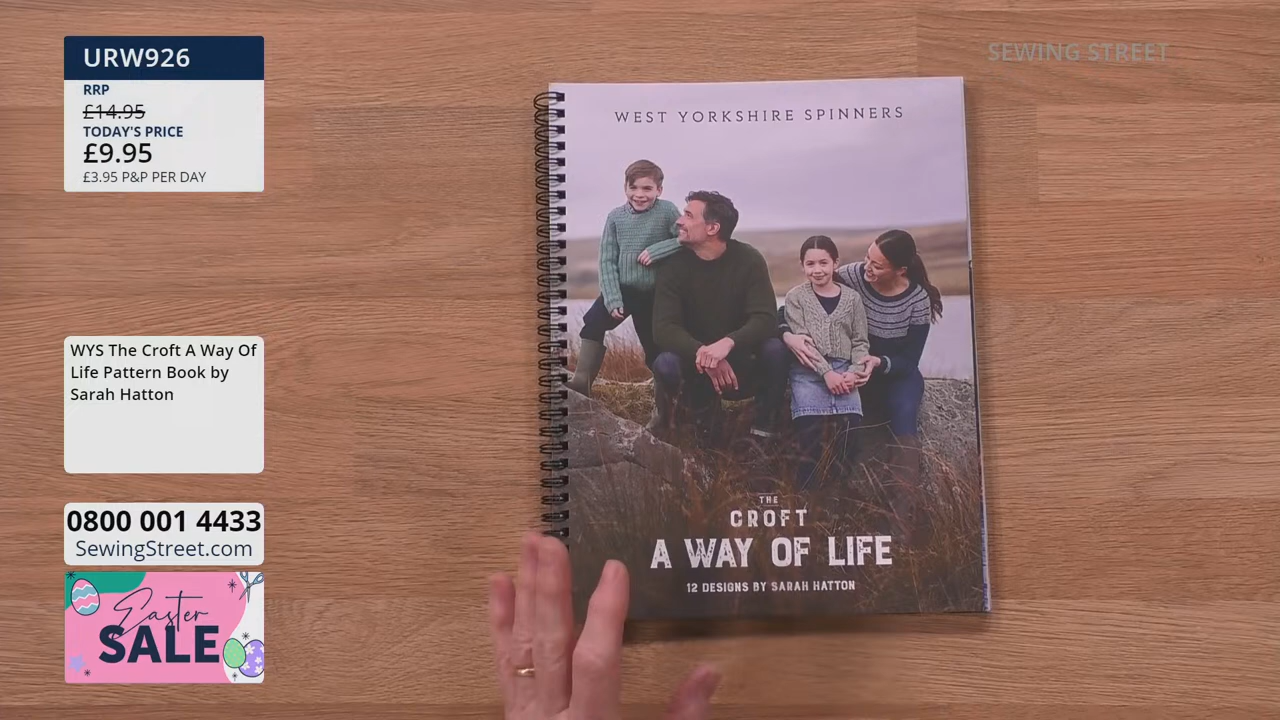 URW926
RRP
£14.95
TODAY'S PRICE
£9.95
£3.95 P&P PER DAY
WYS The Croft A Way Of
Life Pattern Book by
Sarah Hatton
0800 001 4433
SewingStreet.com
Easter
SALE
SEWING STREET
WEST YORKSHIRE SPINNERS
THE
CROFT
A WAY OF LIFE
12 DESIGNS BY SARAH HATTON